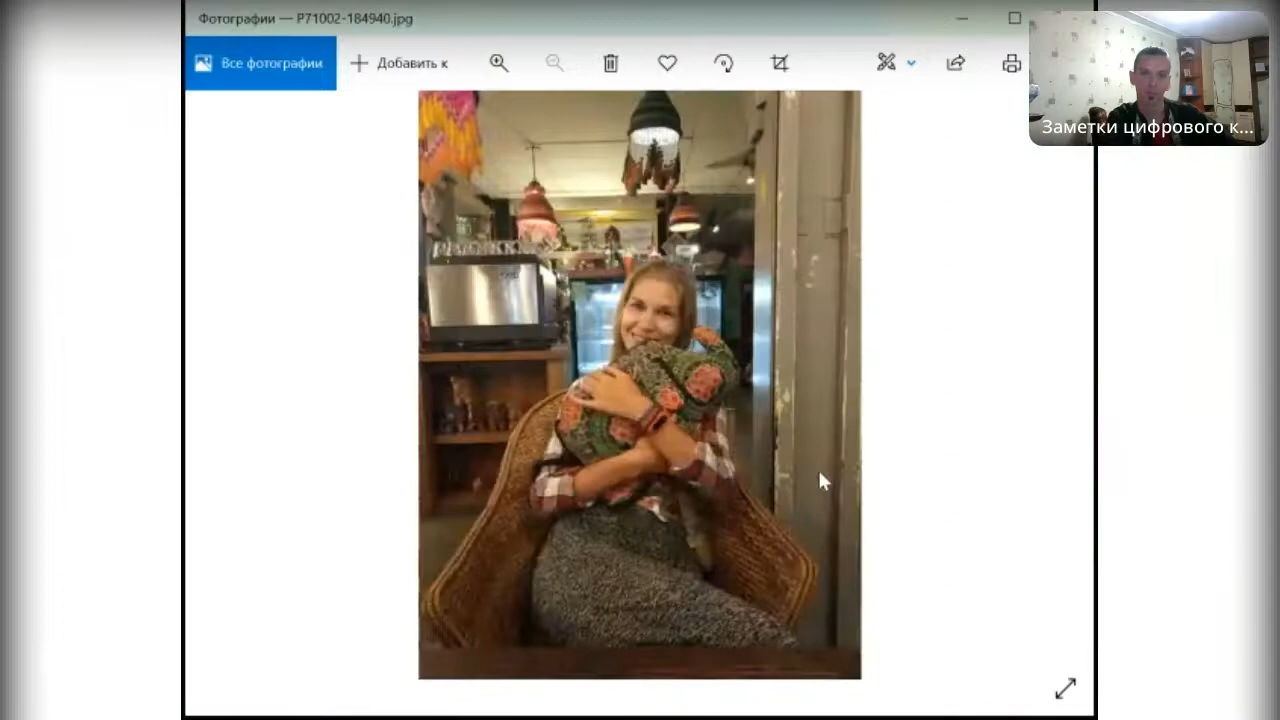 Фотографии — P71002-184940.jpg
Все фотографии
Добавить к
Заметки цифрового к...